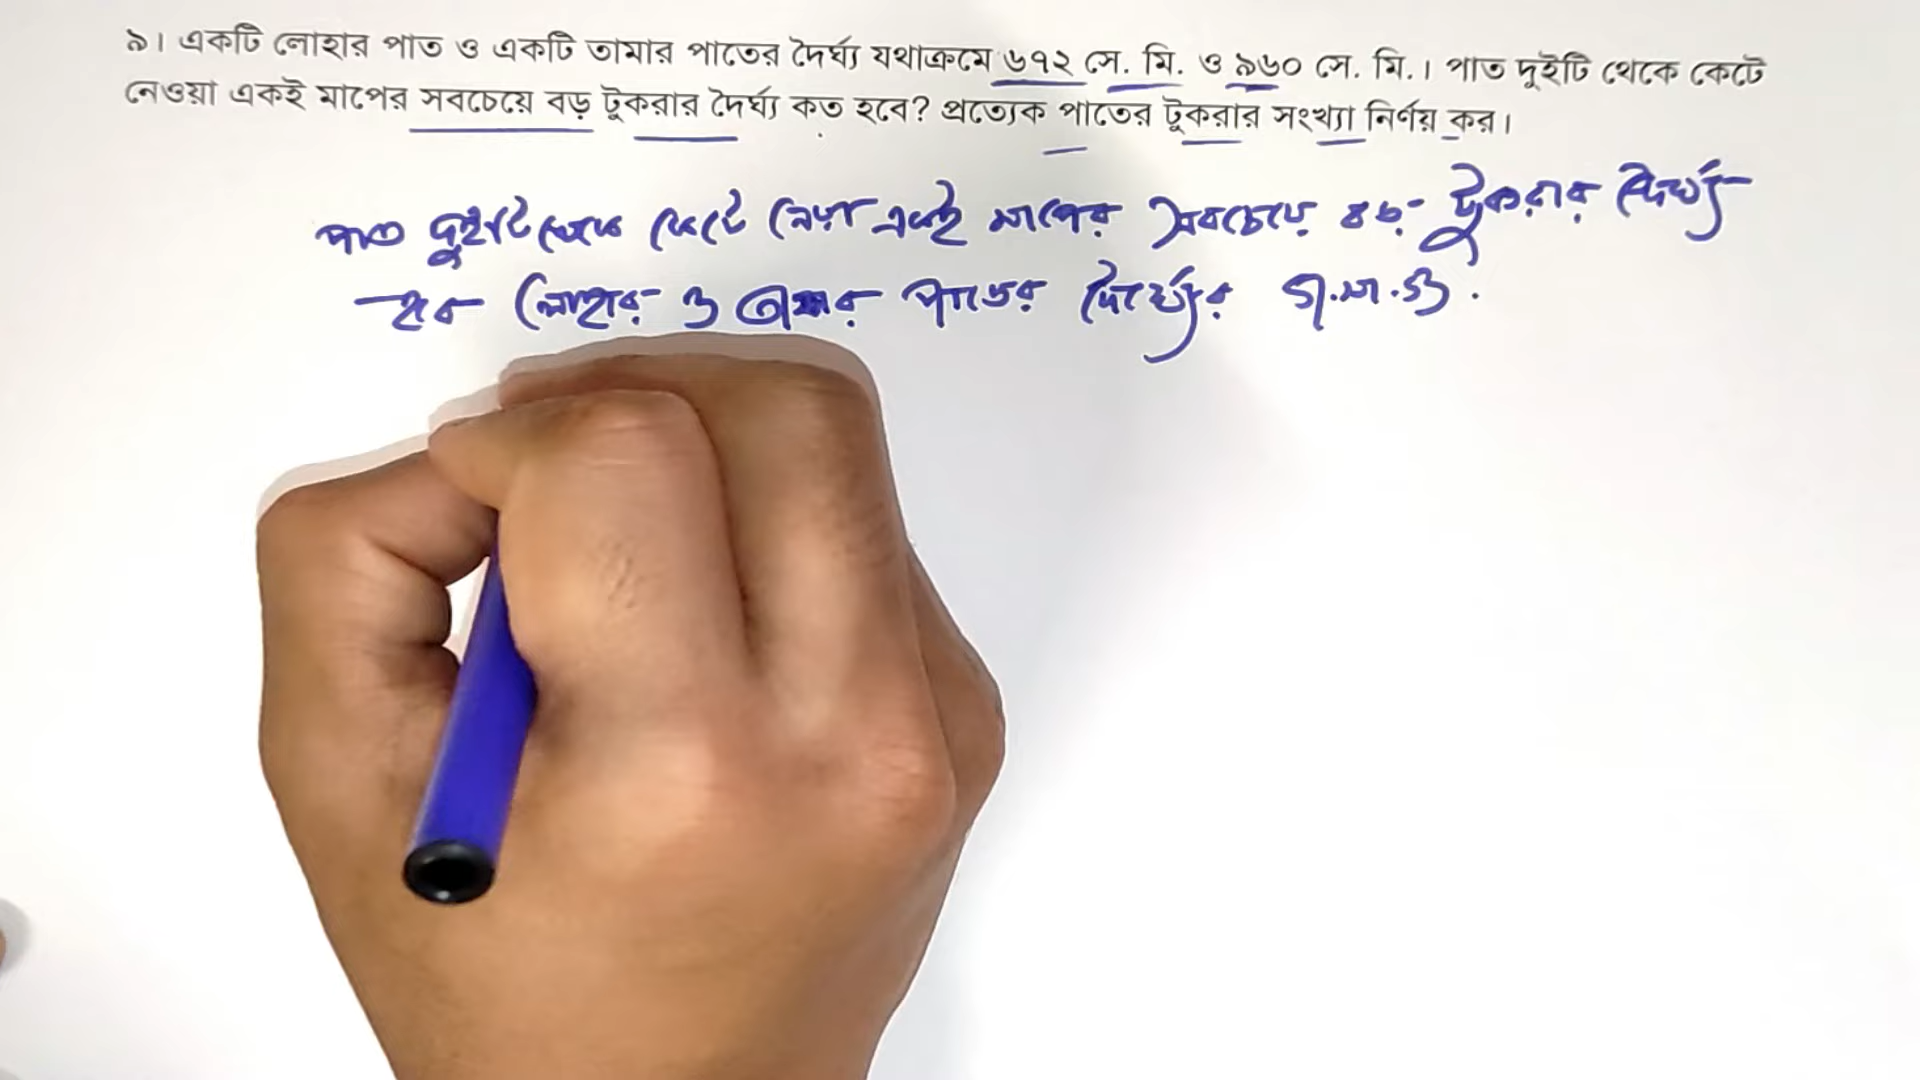 ৯। একটি লোহার পাত ও একটি তামার পাতের দৈর্ঘ্য যথাক্রমে ৬৭২ সে. মি. ও ৯৬০ সে. মি.। পাত দুইটি থেকে কেটে
নেওয়া একই মাপের সবচেয়ে বড় টুকরার দৈর্ঘ্য কত হবে? প্রত্যেক পাতের টুকরার সংখ্যা নির্ণয় কর।
পাত দুইটি থেকে কেটে নেয়া একই মাপের সবচেয়ে বড় টুকরার দৈর্ঘ্য
হবে লোহার ও তামার পাতের দৈর্ঘ্যের গ.সা.গু.